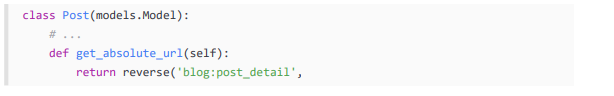 class Post(models.Model):
    # ...
    def get_absolute_url(self):
        return reverse('blog:post_detail',